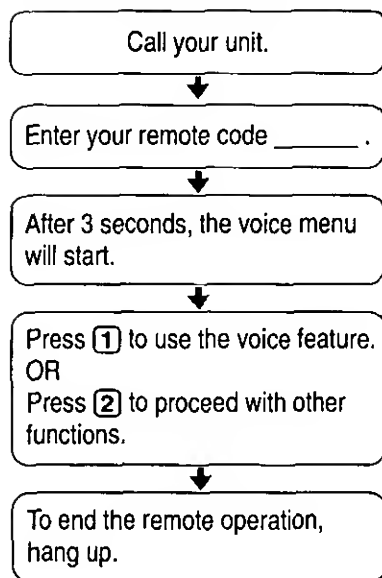 Call your unit.
Enter your remote code ______ .
After 3 seconds, the voice menu
will start.
Press 1 to use the voice feature.
OR
Press 2 to proceed with other
functions.
To end the remote operation,
hang up.